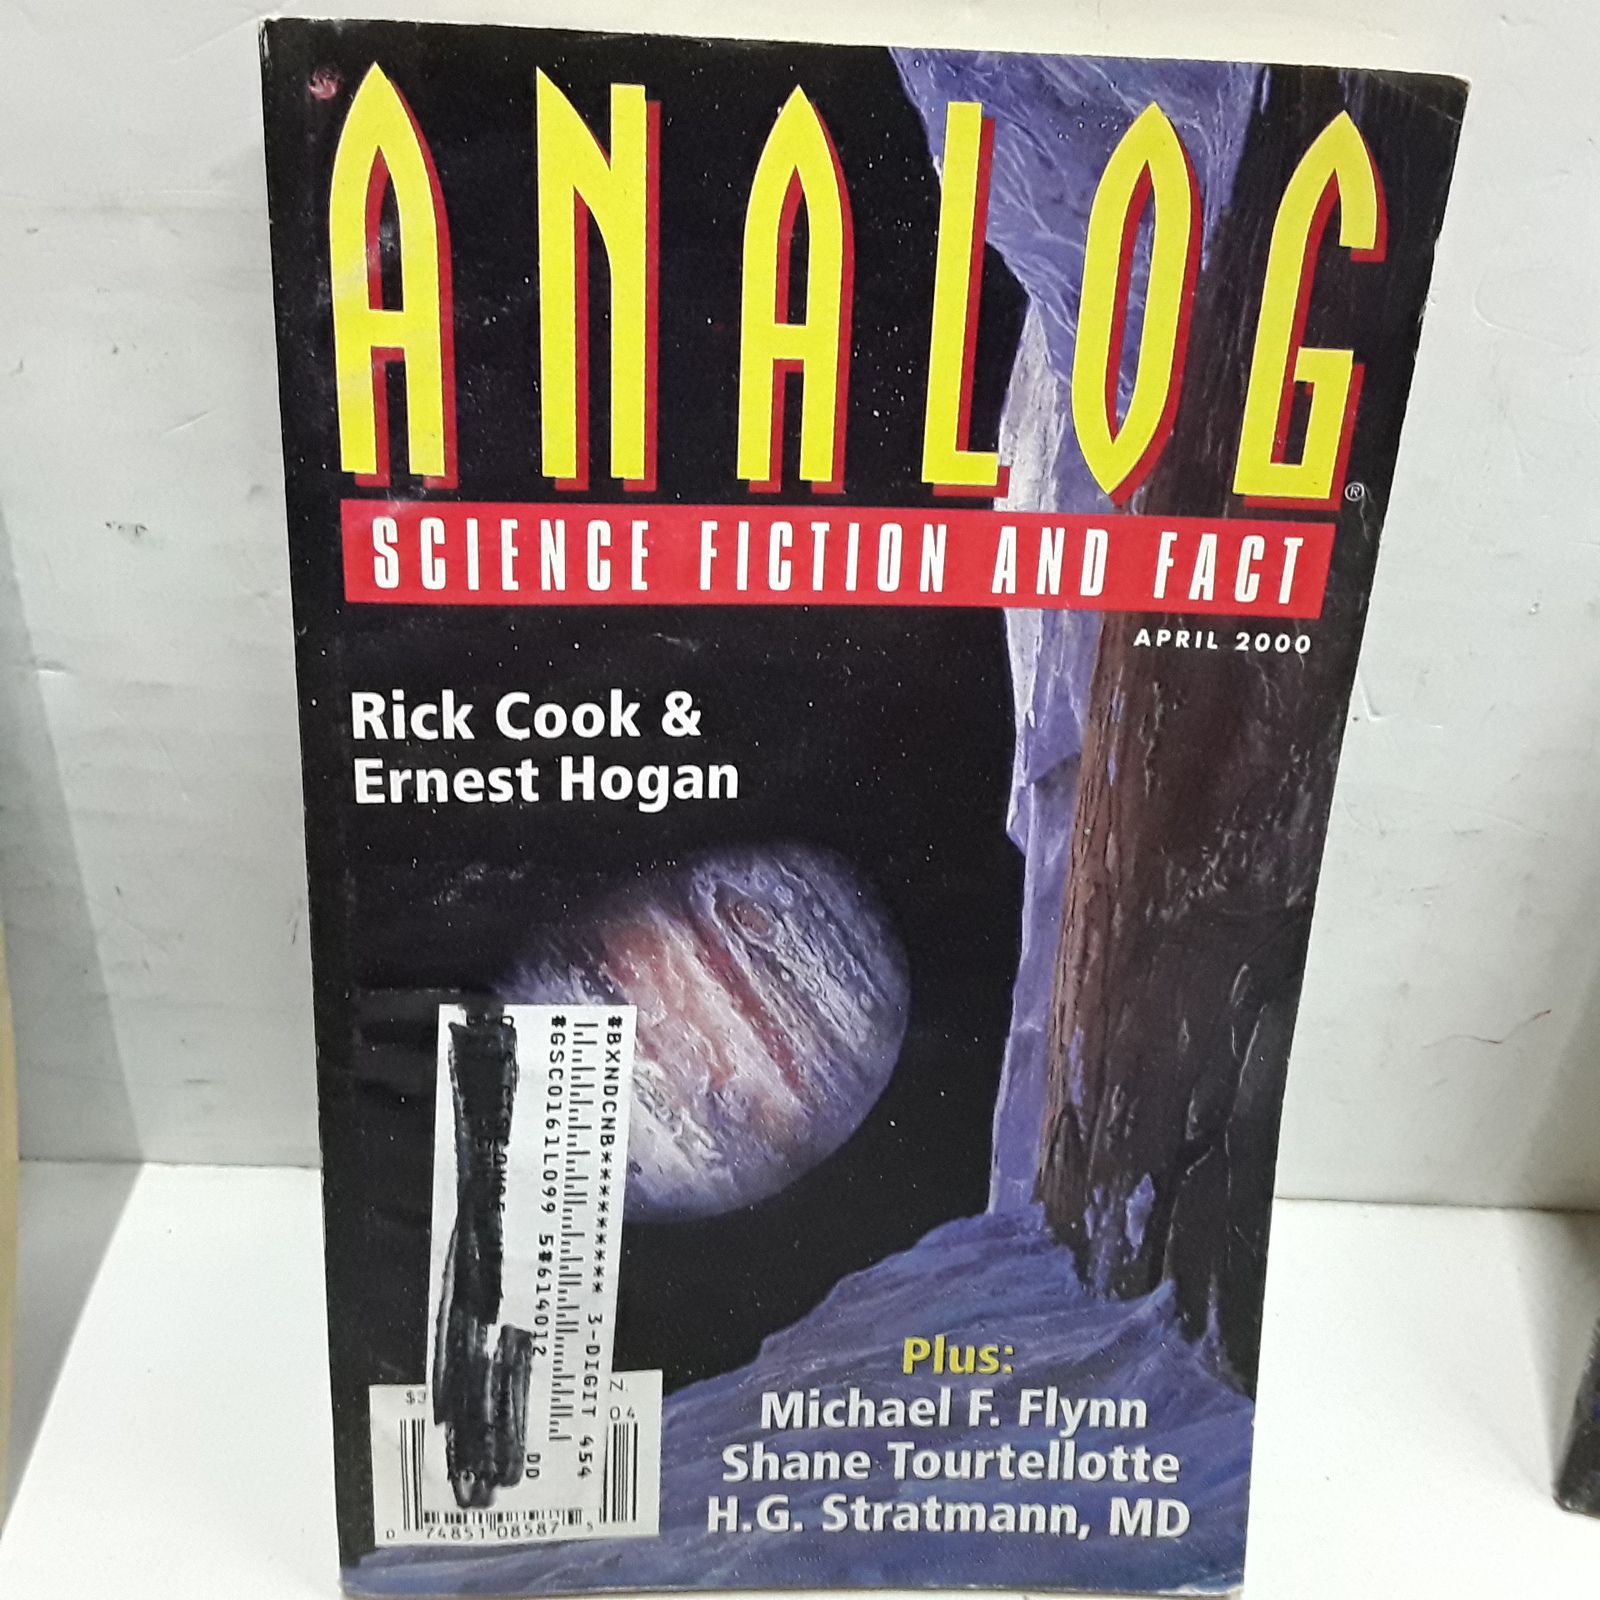 ANALOG
®
SCIENCE FICTION AND FACT
APRIL 2000
Rick Cook &
Ernest Hogan
#BXNDCNB************* 3-DIGIT 454
#GSC0161L099 5#614012
DD
$3
Z
04
0 74851 08587 5
Plus:
Michael F. Flynn
Shane Tourtellotte
H.G. Stratmann, MD